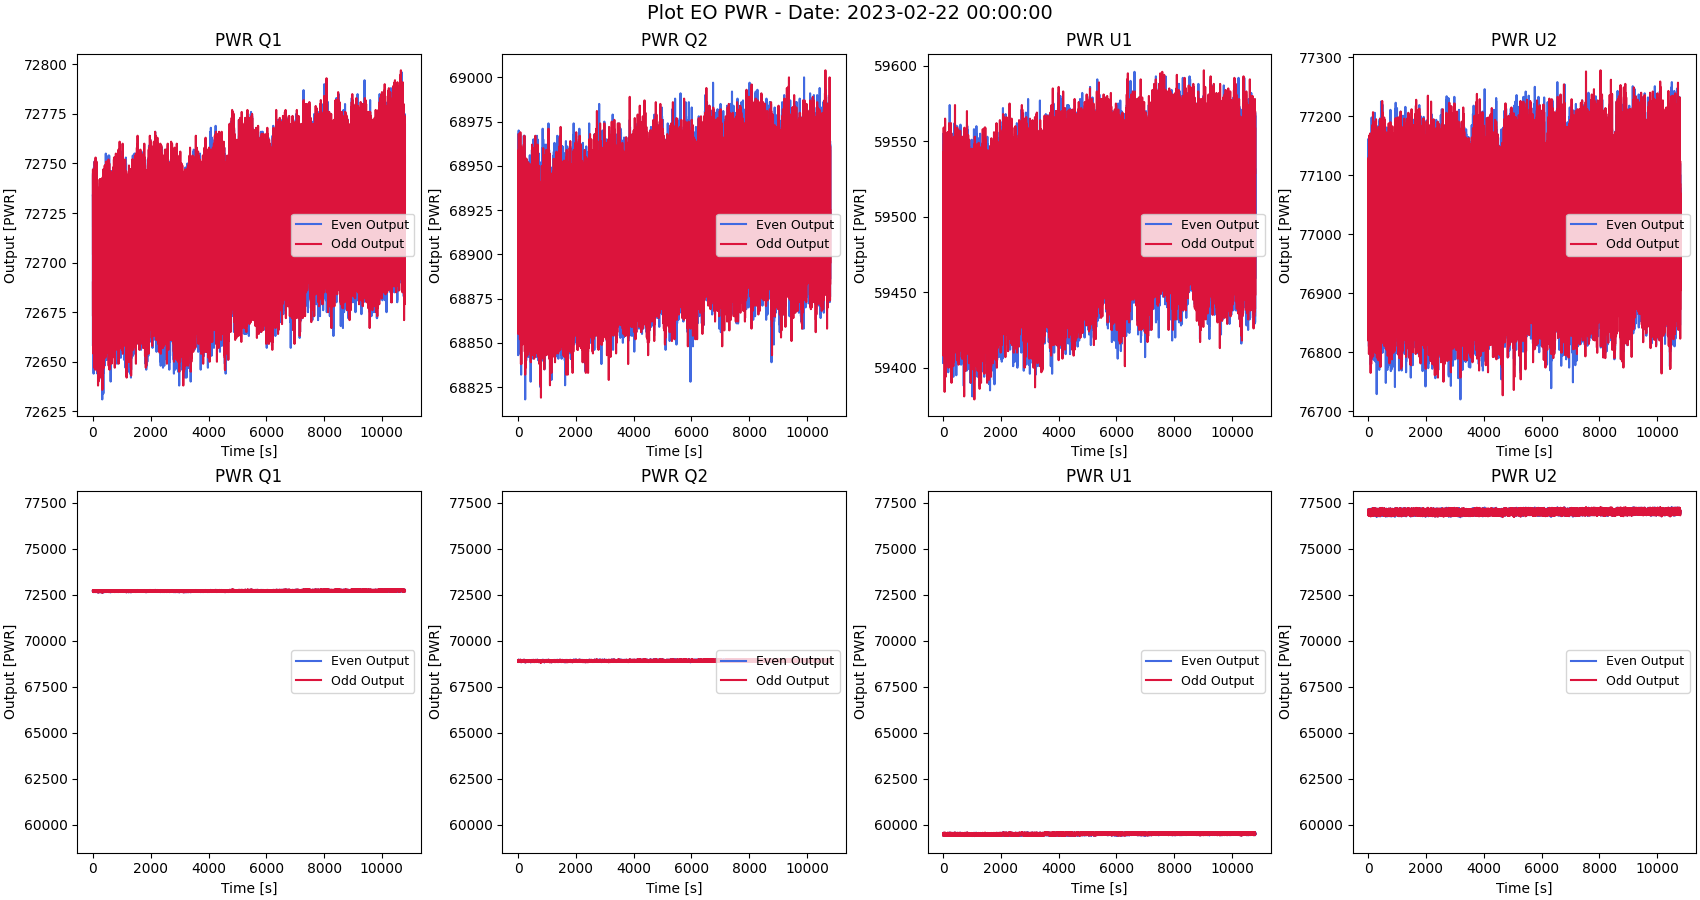 Plot EO PWR - Date: 2023-02-22 00:00:00
PWR Q1
Output [PWR]
72800
72775
72750
72725
72700
72675
72650
72625
0 2000 4000 6000 8000 10000
Time [s]
Even Output
Odd Output
PWR Q2
Output [PWR]
69000
68975
68950
68925
68900
68875
68850
68825
0 2000 4000 6000 8000 10000
Time [s]
Even Output
Odd Output
PWR U1
Output [PWR]
59600
59550
59500
59450
59400
0 2000 4000 6000 8000 10000
Time [s]
Even Output
Odd Output
PWR U2
Output [PWR]
77300
77200
77100
77000
76900
76800
76700
0 2000 4000 6000 8000 10000
Time [s]
Even Output
Odd Output
PWR Q1
Output [PWR]
77500
75000
72500
70000
67500
65000
62500
60000
0 2000 4000 6000 8000 10000
Time [s]
Even Output
Odd Output
PWR Q2
Output [PWR]
77500
75000
72500
70000
67500
65000
62500
60000
0 2000 4000 6000 8000 10000
Time [s]
Even Output
Odd Output
PWR U1
Output [PWR]
77500
75000
72500
70000
67500
65000
62500
60000
0 2000 4000 6000 8000 10000
Time [s]
Even Output
Odd Output
PWR U2
Output [PWR]
77500
75000
72500
70000
67500
65000
62500
60000
0 2000 4000 6000 8000 10000
Time [s]
Even Output
Odd Output